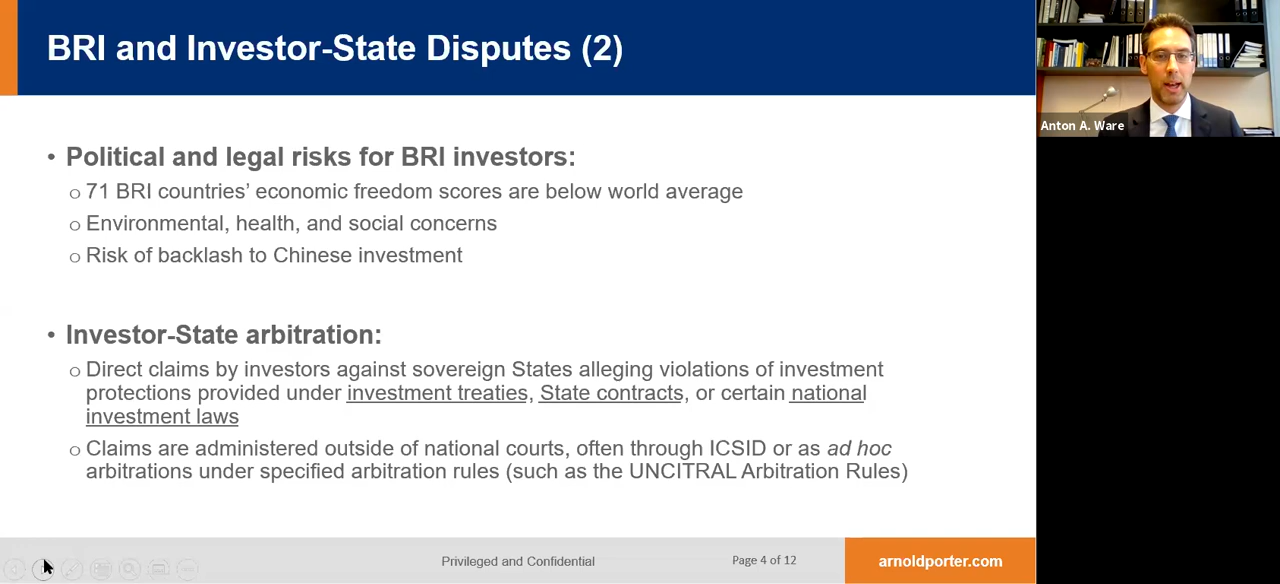 BRI and Investor-State Disputes (2)
Anton A. Ware
• Political and legal risks for BRI investors:
o 71 BRI countries' economic freedom scores are below world average
o Environmental, health, and social concerns
o Risk of backlash to Chinese investment
• Investor-State arbitration:
o Direct claims by investors against sovereign States alleging violations of investment
protections provided under investment treaties, State contracts, or certain national
investment laws
o Claims are administered outside of national courts, often through ICSID or as ad hoc
arbitrations under specified arbitration rules (such as the UNCITRAL Arbitration Rules)
Privileged and Confidential
Page 4 of 12
arnoldporter.com